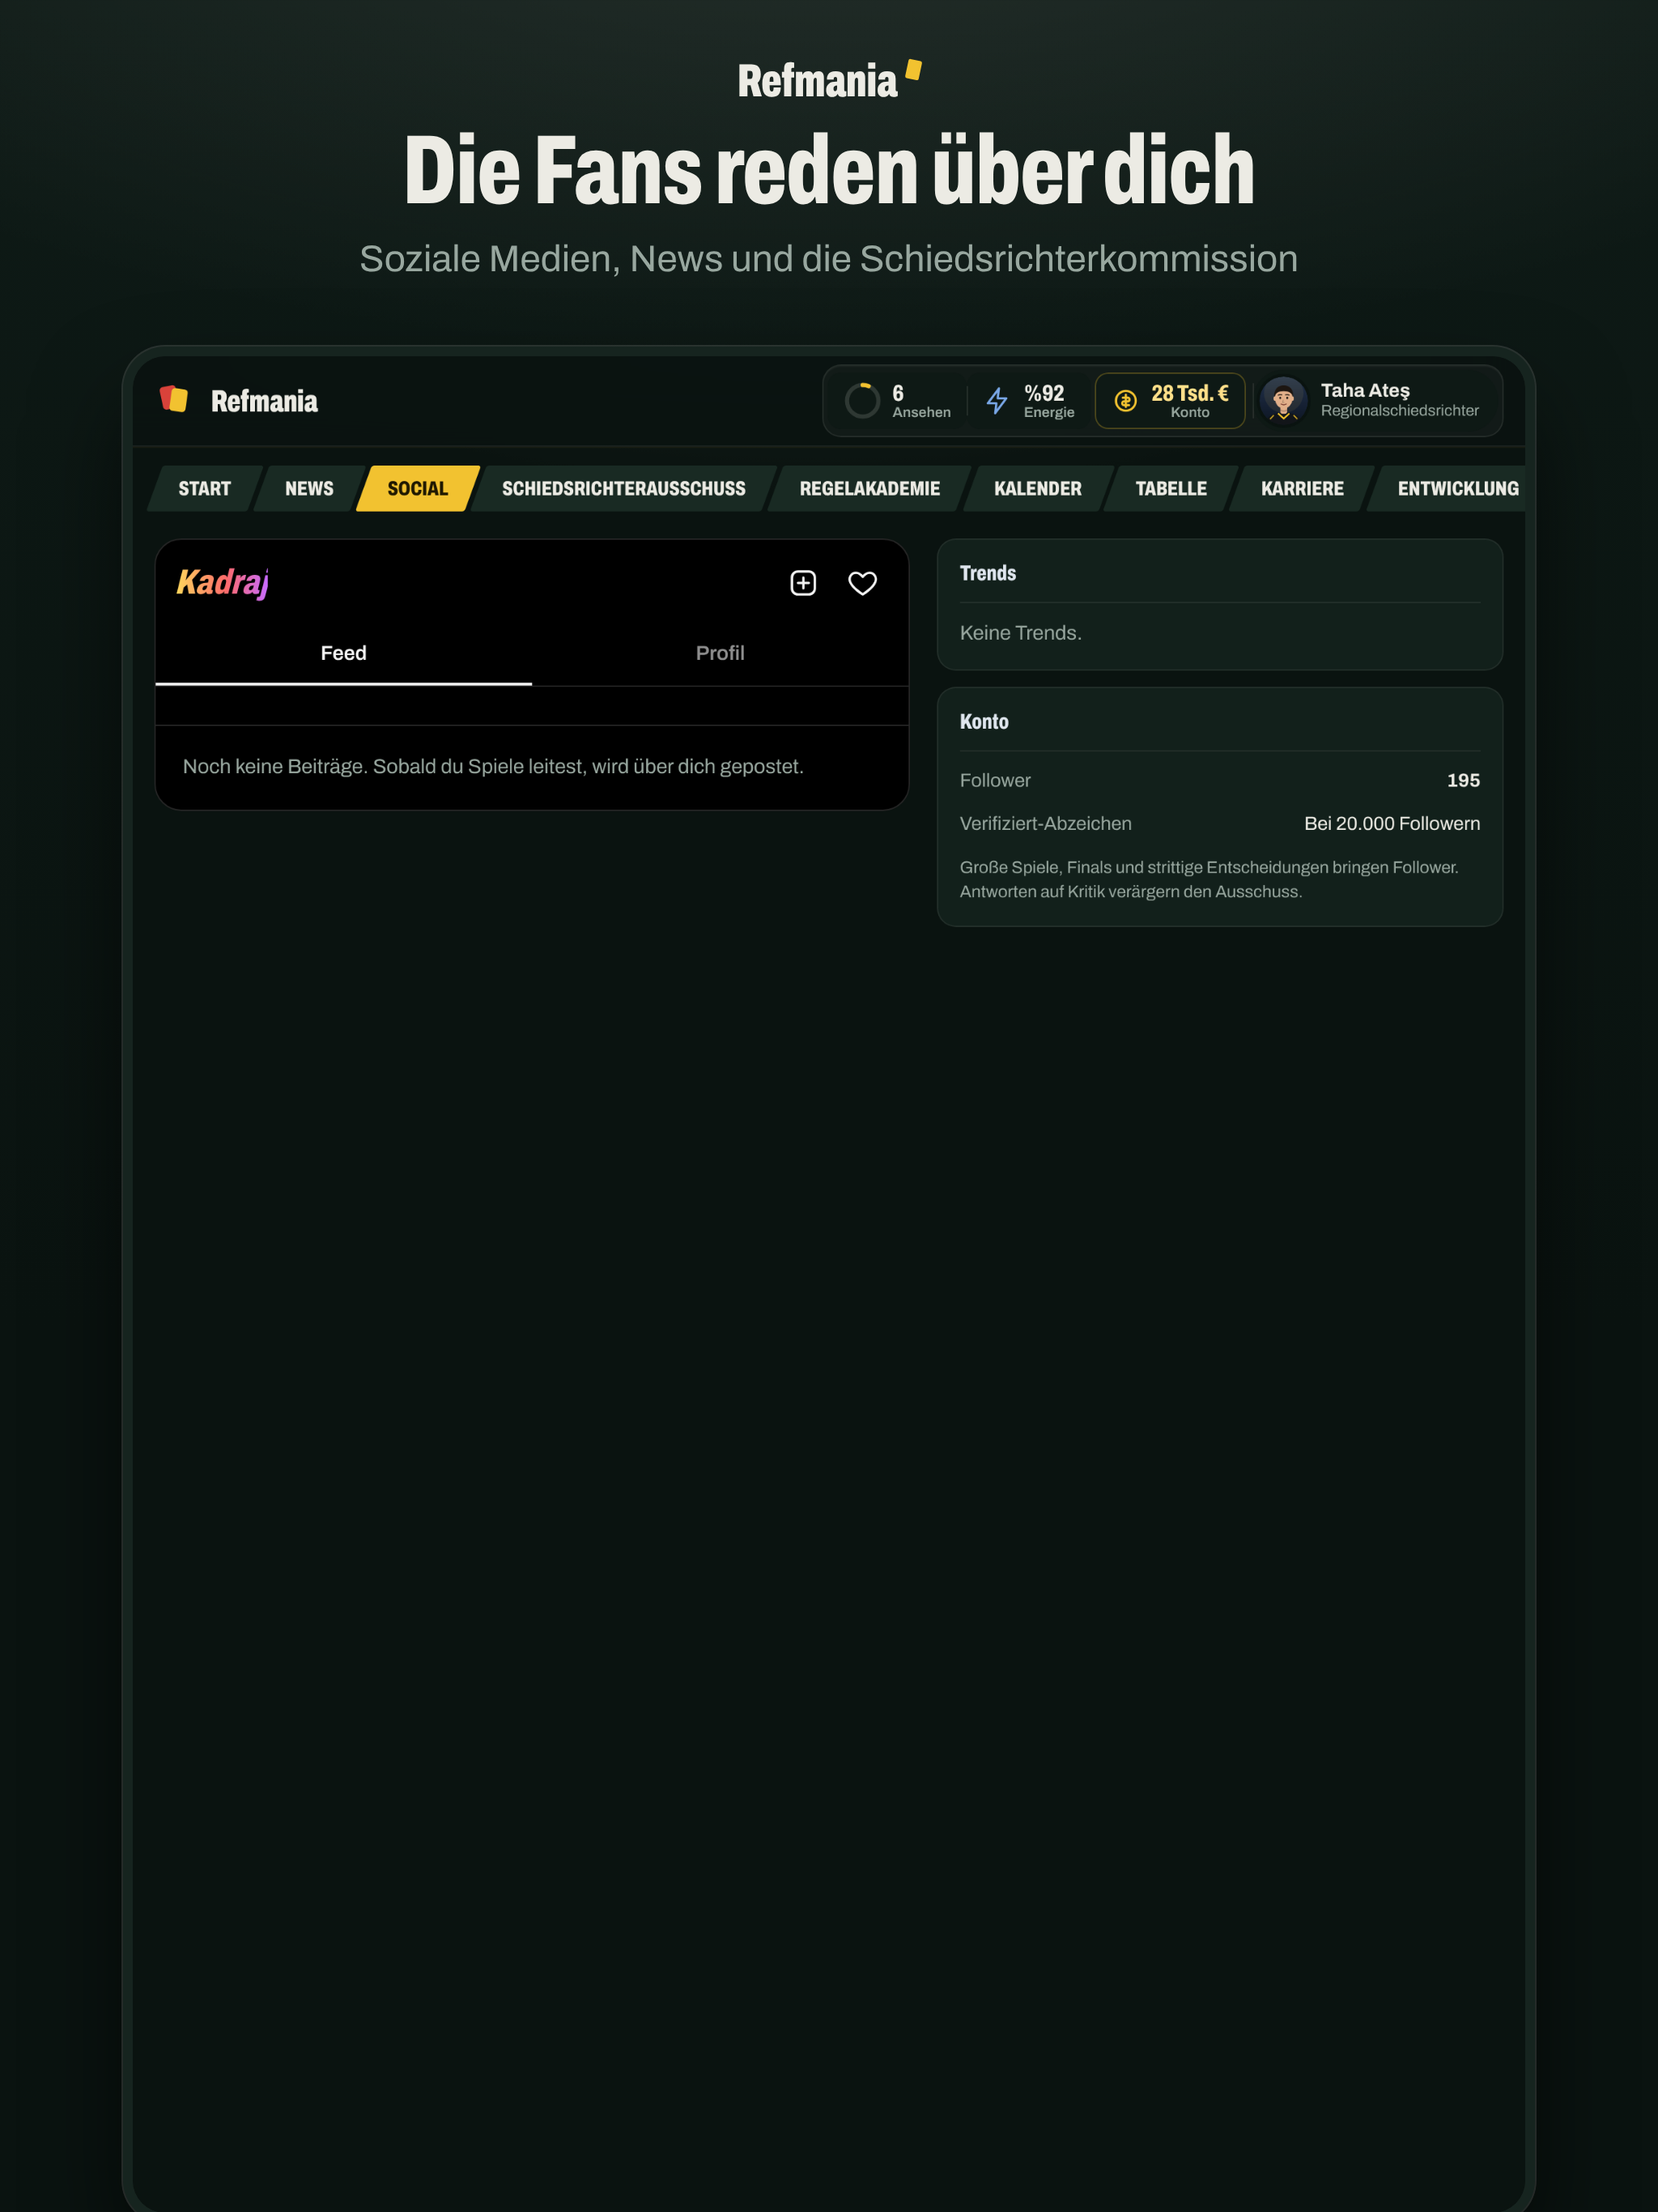 Refmania
Die Fans reden über dich
Soziale Medien, News und die Schiedsrichterkommission
Refmania
6
Ansehen
%92
Energie
28 Tsd. €
Konto
Taha Ateş
Regionalschiedsrichter
START
NEWS
SOCIAL
SCHIEDSRICHTERAUSSCHUSS
REGELAKADEMIE
KALENDER
TABELLE
KARRIERE
ENTWICKLUNG
Kadraj
Feed
Profil
Noch keine Beiträge. Sobald du Spiele leitest, wird über dich gepostet.
Trends
Keine Trends.
Konto
Follower
195
Verifiziert-Abzeichen
Bei 20.000 Followern
Große Spiele, Finals und strittige Entscheidungen bringen Follower.
Antworten auf Kritik verärgern den Ausschuss.